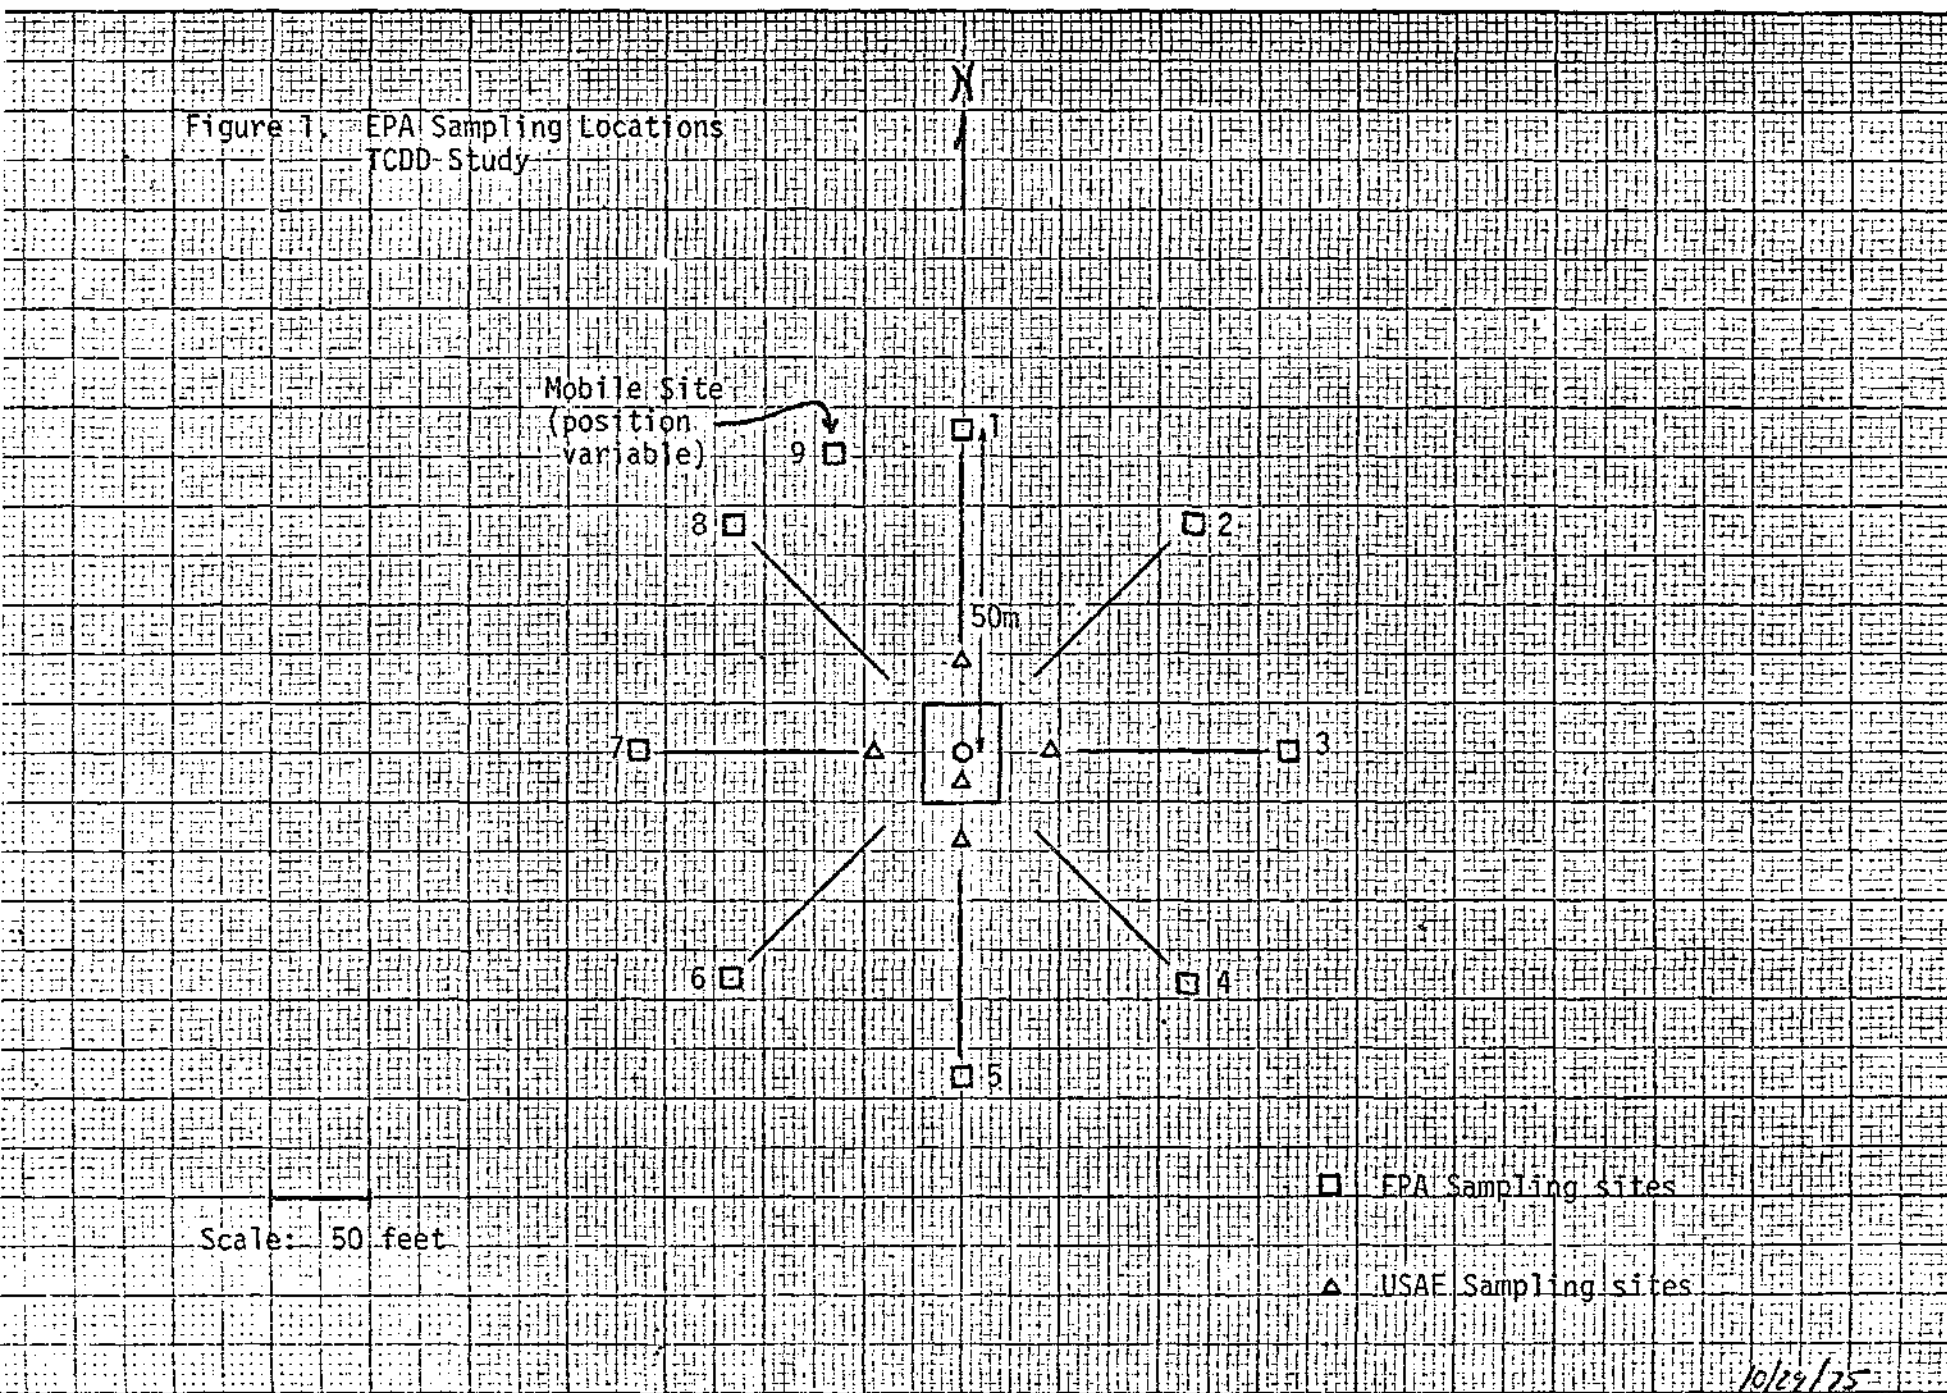 N
Figure 1. EPA Sampling Locations
TCDD Study
Mobile Site
(position
variable)
9
1
8
2
50m
7
3
6
4
5
EPA Sampling sites
Scale: 50 feet
USAF Sampling sites
10/29/75